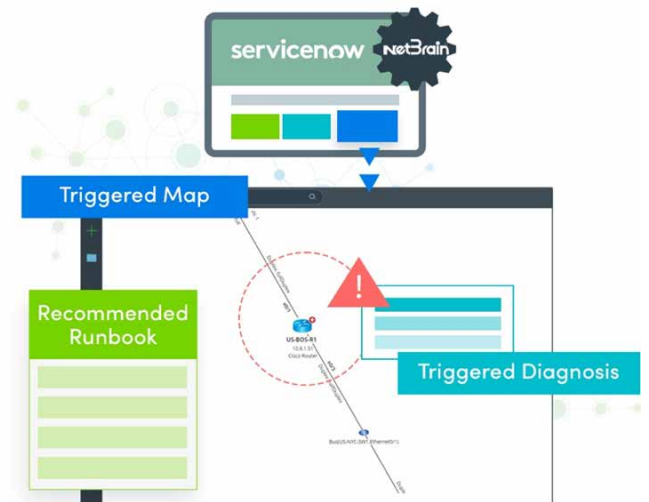 servicenow
NetBrain
Triggered Map
Recommended
Runbook
US-BOS-R1
Cisco Router
Triggered Diagnosis